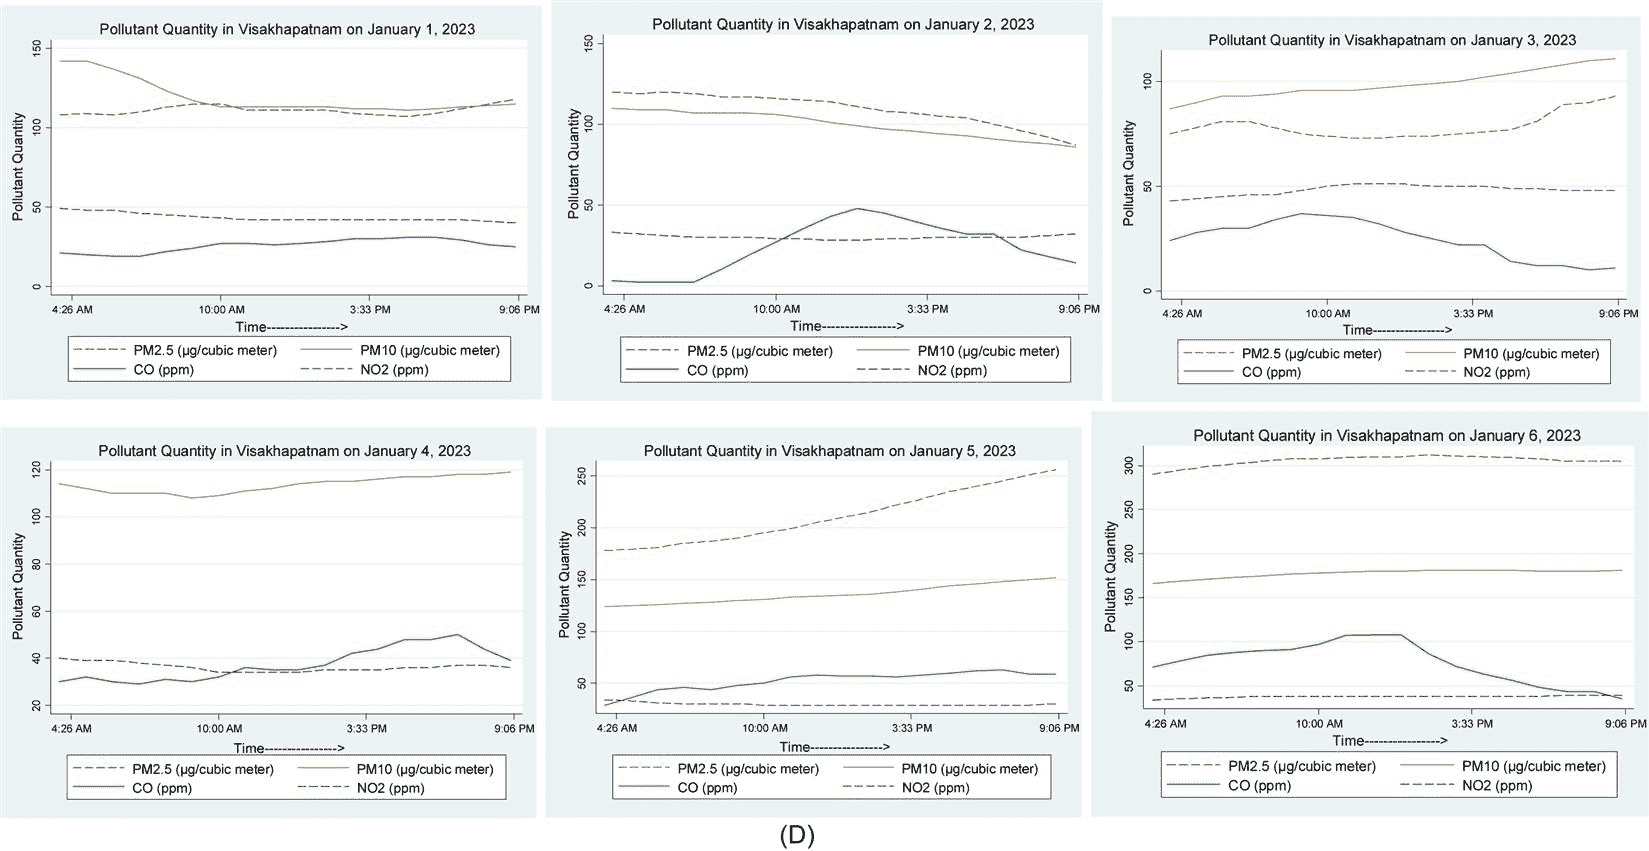 Pollutant Quantity in Visakhapatnam on January 1, 2023
Pollutant Quantity
150
100
50
0
4:26 AM 10:00 AM 3:33 PM 9:06 PM
Time---------------->
PM2.5 (µg/cubic meter) PM10 (µg/cubic meter)
CO (ppm) NO2 (ppm)
Pollutant Quantity in Visakhapatnam on January 2, 2023
Pollutant Quantity
150
100
50
0
4:26 AM 10:00 AM 3:33 PM 9:06 PM
Time---------------->
PM2.5 (µg/cubic meter) PM10 (µg/cubic meter)
CO (ppm) NO2 (ppm)
Pollutant Quantity in Visakhapatnam on January 3, 2023
Pollutant Quantity
100
50
0
4:26 AM 10:00 AM 3:33 PM 9:06 PM
Time---------------->
PM2.5 (µg/cubic meter) PM10 (µg/cubic meter)
CO (ppm) NO2 (ppm)
Pollutant Quantity in Visakhapatnam on January 4, 2023
Pollutant Quantity
120
100
80
60
40
20
4:26 AM 10:00 AM 3:33 PM 9:06 PM
Time---------------->
PM2.5 (µg/cubic meter) PM10 (µg/cubic meter)
CO (ppm) NO2 (ppm)
Pollutant Quantity in Visakhapatnam on January 5, 2023
Pollutant Quantity
250
200
150
100
50
4:26 AM 10:00 AM 3:33 PM 9:06 PM
Time---------------->
PM2.5 (µg/cubic meter) PM10 (µg/cubic meter)
CO (ppm) NO2 (ppm)
Pollutant Quantity in Visakhapatnam on January 6, 2023
Pollutant Quantity
300
250
200
150
100
50
4:26 AM 10:00 AM 3:33 PM 9:06 PM
Time---------------->
PM2.5 (µg/cubic meter) PM10 (µg/cubic meter)
CO (ppm) NO2 (ppm)
(D)